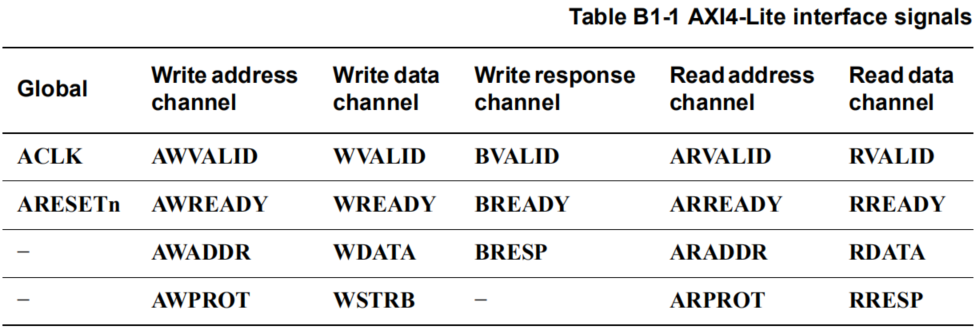 Table B1-1 AXI4-Lite interface signals
Global Write address channel Write data channel Write response channel Read address channel Read data channel
ACLK AWVALID WVALID BVALID ARVALID RVALID
ARESETn AWREADY WREADY BREADY ARREADY RREADY
– AWADDR WDATA BRESP ARADDR RDATA
– AWPROT WSTRB – ARPROT RRESP